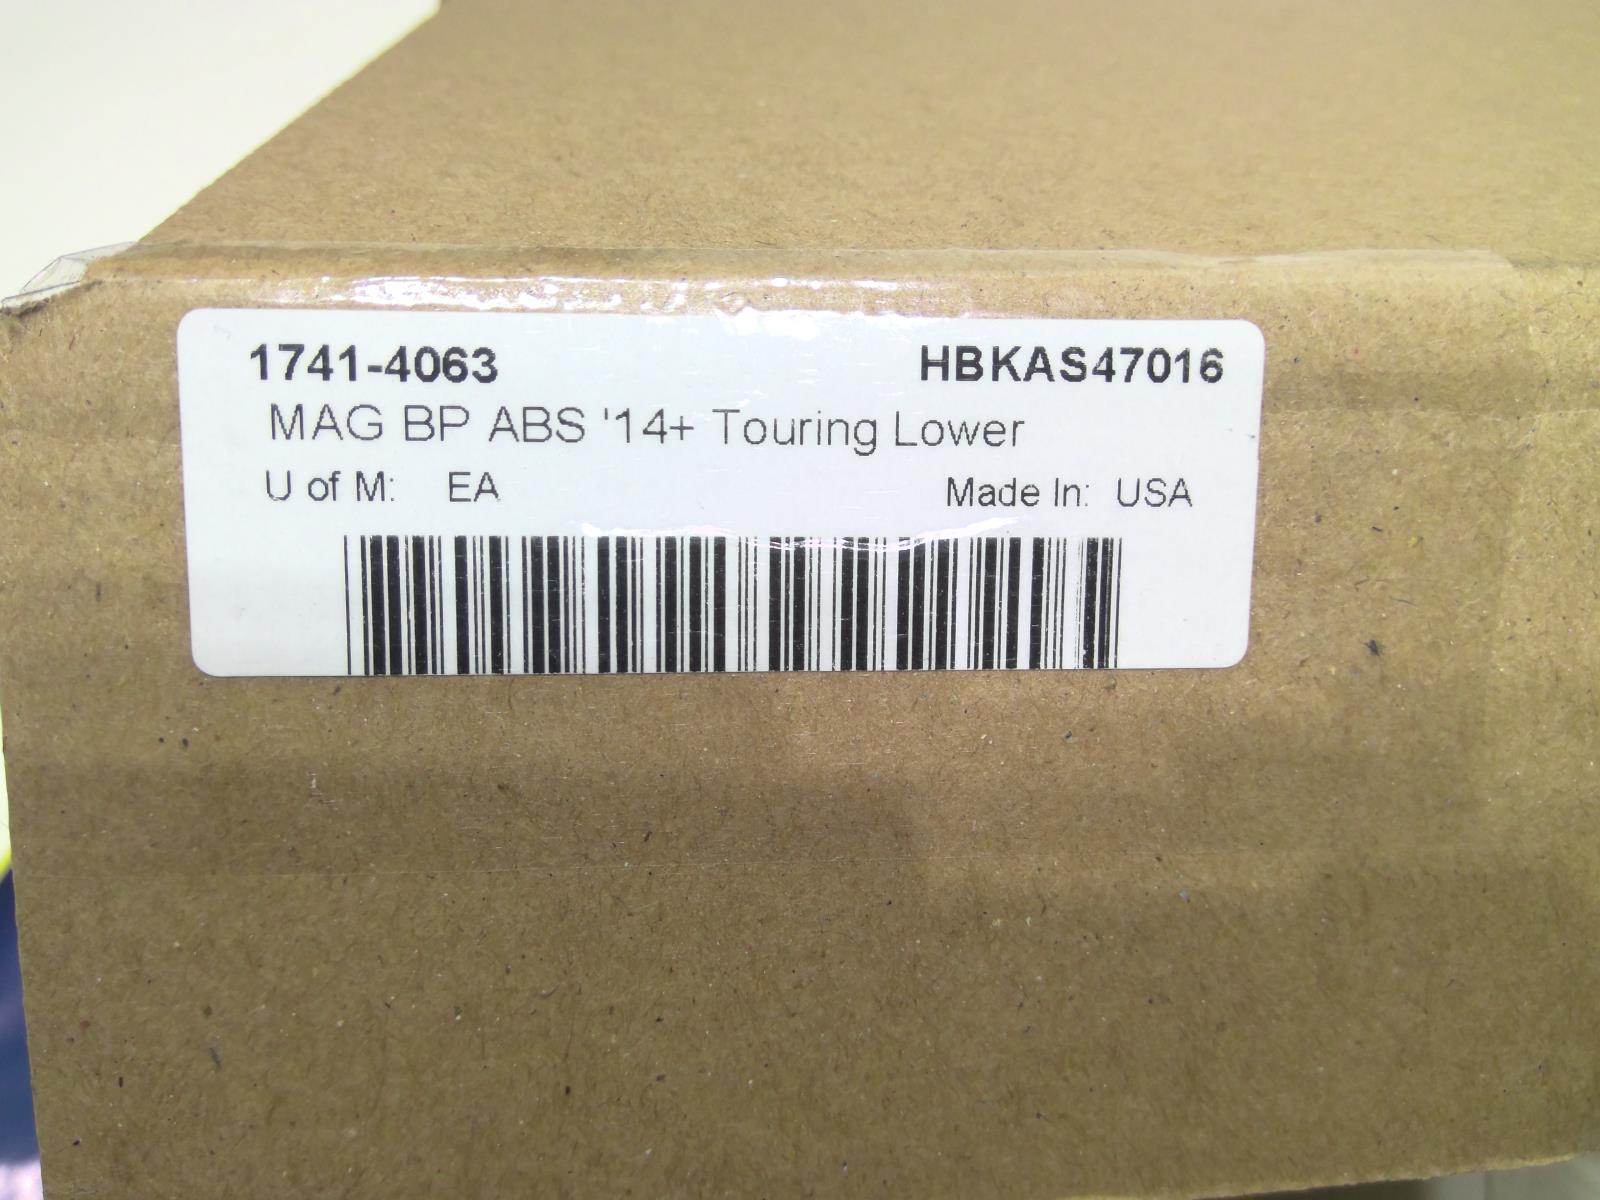 1741-4063 HBKAS47016
MAG BP ABS '14+ Touring Lower
U of M: EA Made In: USA